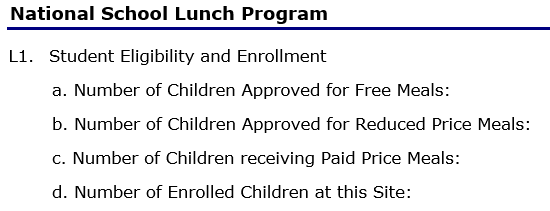 National School Lunch Program
L1. Student Eligibility and Enrollment
a. Number of Children Approved for Free Meals:
b. Number of Children Approved for Reduced Price Meals:
c. Number of Children receiving Paid Price Meals:
d. Number of Enrolled Children at this Site: